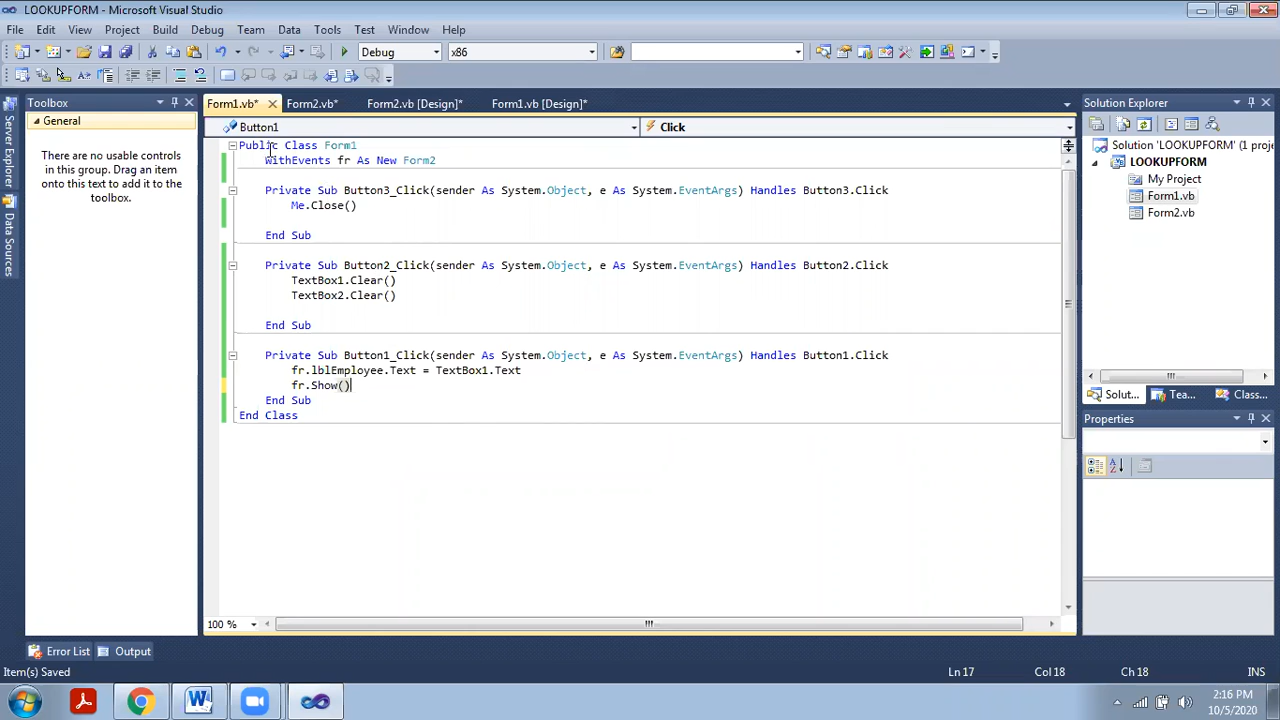 LOOKUPFORM - Microsoft Visual Studio
File Edit View Project Build Debug Team Data Tools Test Window Help
Debug x86
Toolbox
Form1.vb* Form2.vb* Form2.vb [Design]* Form1.vb [Design]*
Solution Explorer
General
Button1 Click
There are no usable controls
in this group. Drag an item
onto this text to add it to the
toolbox.
Server Explorer
Data Sources
Public Class Form1
WithEvents fr As New Form2
Private Sub Button3_Click(sender As System.Object, e As System.EventArgs) Handles Button3.Click
Me.Close()
End Sub
Private Sub Button2_Click(sender As System.Object, e As System.EventArgs) Handles Button2.Click
TextBox1.Clear()
TextBox2.Clear()
End Sub
Private Sub Button1_Click(sender As System.Object, e As System.EventArgs) Handles Button1.Click
fr.lblEmployee.Text = TextBox1.Text
fr.Show()
End Sub
End Class
Solution 'LOOKUPFORM' (1 proje
LOOKUPFORM
My Project
Form1.vb
Form2.vb
Solut... Tea... Class...
Properties
100 %
Error List Output
Item(s) Saved Ln 17 Col 18 Ch 18 INS
2:16 PM
10/5/2020